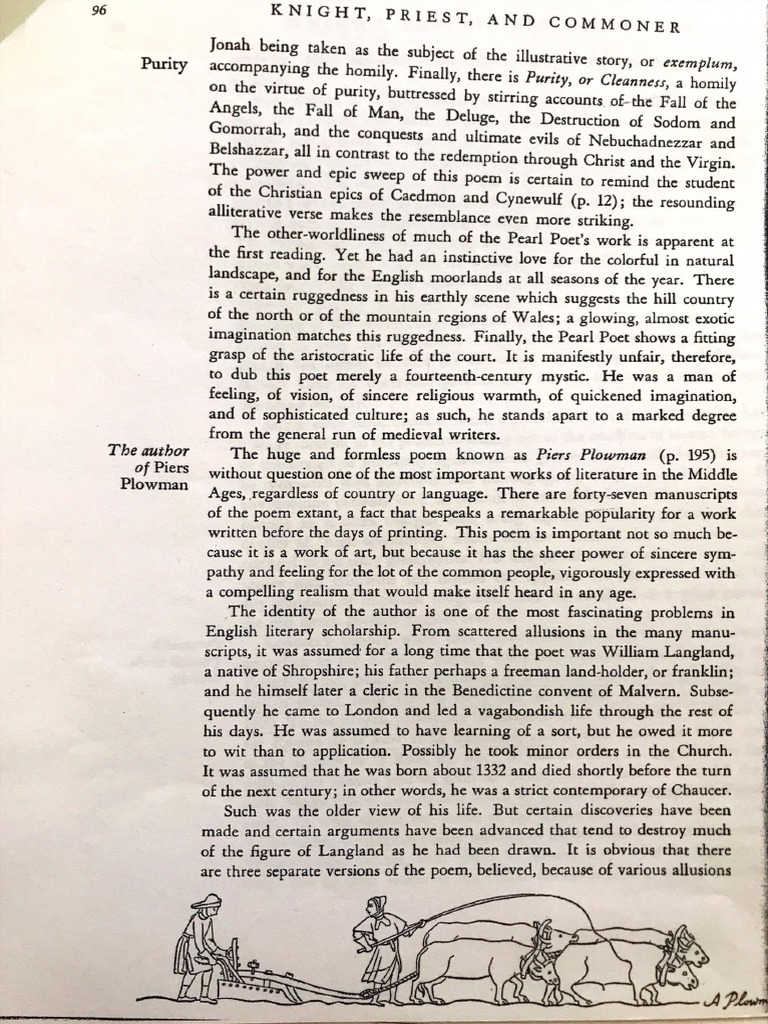 96
KNIGHT, PRIEST, AND COMMONER
Purity
Jonah being taken as the subject of the illustrative story, or exemplum,
accompanying the homily. Finally, there is Purity, or Cleanness, a homily
on the virtue of purity, buttressed by stirring accounts of the Fall of the
Angels, the Fall of Man, the Deluge, the Destruction of Sodom and
Gomorrah, and the conquests and ultimate evils of Nebuchadnezzar and
Belshazzar, all in contrast to the redemption through Christ and the Virgin.
The power and epic sweep of this poem is certain to remind the student
of the Christian epics of Caedmon and Cynewulf (p. 12); the resounding
alliterative verse makes the resemblance even more striking.
The other-worldliness of much of the Pearl Poet's work is apparent at
the first reading. Yet he had an instinctive love for the colorful in natural
landscape, and for the English moorlands at all seasons of the year. There
is a certain ruggedness in his earthly scene which suggests the hill country
of the north or of the mountain regions of Wales; a glowing, almost exotic
imagination matches this ruggedness. Finally, the Pearl Poet shows a fitting
grasp of the aristocratic life of the court. It is manifestly unfair, therefore,
to dub this poet merely a fourteenth-century mystic. He was a man of
feeling, of vision, of sincere religious warmth, of quickened imagination,
and of sophisticated culture; as such, he stands apart to a marked degree
from the general run of medieval writers.
The author
of Piers
Plowman
The huge and formless poem known as Piers Plowman (p. 195) is
without question one of the most important works of literature in the Middle
Ages, regardless of country or language. There are forty-seven manuscripts
of the poem extant, a fact that bespeaks a remarkable popularity for a work
written before the days of printing. This poem is important not so much be-
cause it is a work of art, but because it has the sheer power of sincere sym-
pathy and feeling for the lot of the common people, vigorously expressed with
a compelling realism that would make itself heard in any age.
The identity of the author is one of the most fascinating problems in
English literary scholarship. From scattered allusions in the many manu-
scripts, it was assumed for a long time that the poet was William Langland,
a native of Shropshire; his father perhaps a freeman land-holder, or franklin;
and he himself later a cleric in the Benedictine convent of Malvern. Subse-
quently he came to London and led a vagabondish life through the rest of
his days. He was assumed to have learning of a sort, but he owed it more
to wit than to application. Possibly he took minor orders in the Church.
It was assumed that he was born about 1332 and died shortly before the turn
of the next century; in other words, he was a strict contemporary of Chaucer.
Such was the older view of his life. But certain discoveries have been
made and certain arguments have been advanced that tend to destroy much
of the figure of Langland as he had been drawn. It is obvious that there
are three separate versions of the poem, believed, because of various allusions
A Plowm